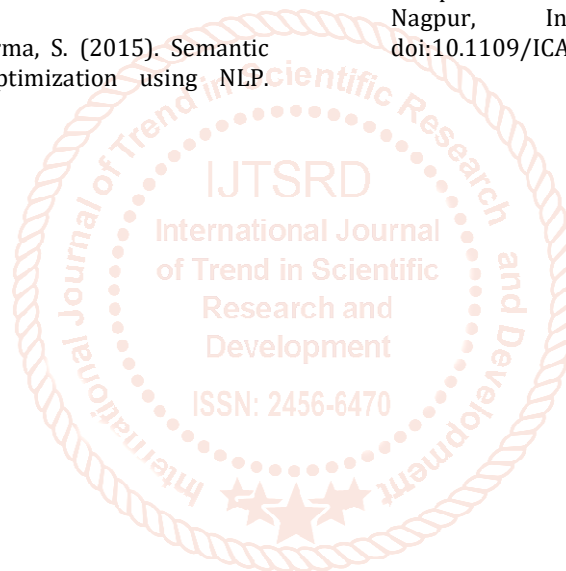 rma, S. (2015). Semantic
ptimization using NLP.
Nagpur, In
doi:10.1109/ICA
International Journal of Trend in Scientific Research and Development
IJTSRD
International Journal
of Trend in Scientific
Research and
Development
ISSN: 2456-6470